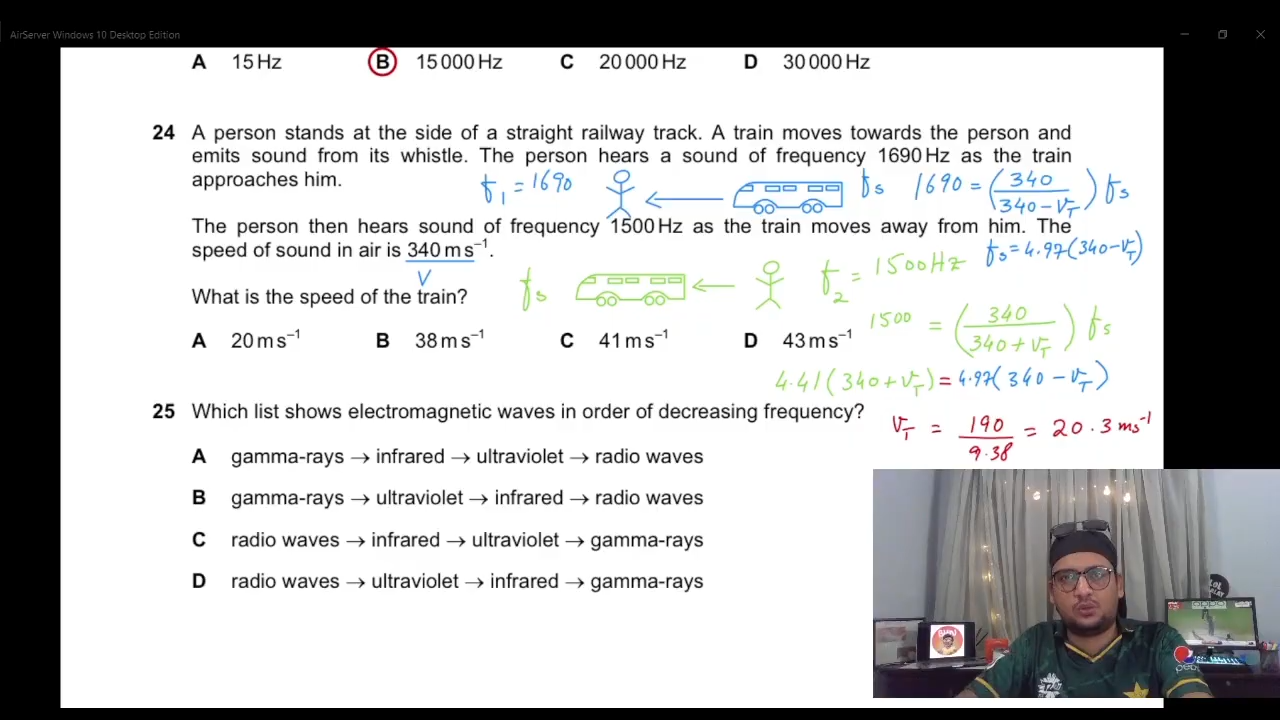 AirServer Windows 10 Desktop Edition
A 15 Hz B 15 000 Hz C 20 000 Hz D 30 000 Hz
24 A person stands at the side of a straight railway track. A train moves towards the person and
emits sound from its whistle. The person hears a sound of frequency 1690 Hz as the train
approaches him.
f₁ = 1690
fs
1690 = (340 / 340 - v_T) fs
The person then hears sound of frequency 1500 Hz as the train moves away from him. The
speed of sound in air is 340 m s⁻¹.
V
fs = 4.97(340 - v_T)
fs
f₂ = 1500Hz
What is the speed of the train?
1500 = (340 / 340 + v_T) fs
A 20 m s⁻¹ B 38 m s⁻¹ C 41 m s⁻¹ D 43 m s⁻¹
4.41(340 + v_T) = 4.97(340 - v_T)
25 Which list shows electromagnetic waves in order of decreasing frequency?
v_T = 190 / 9.38 = 20.3 ms⁻¹
A gamma-rays → infrared → ultraviolet → radio waves
B gamma-rays → ultraviolet → infrared → radio waves
C radio waves → infrared → ultraviolet → gamma-rays
D radio waves → ultraviolet → infrared → gamma-rays